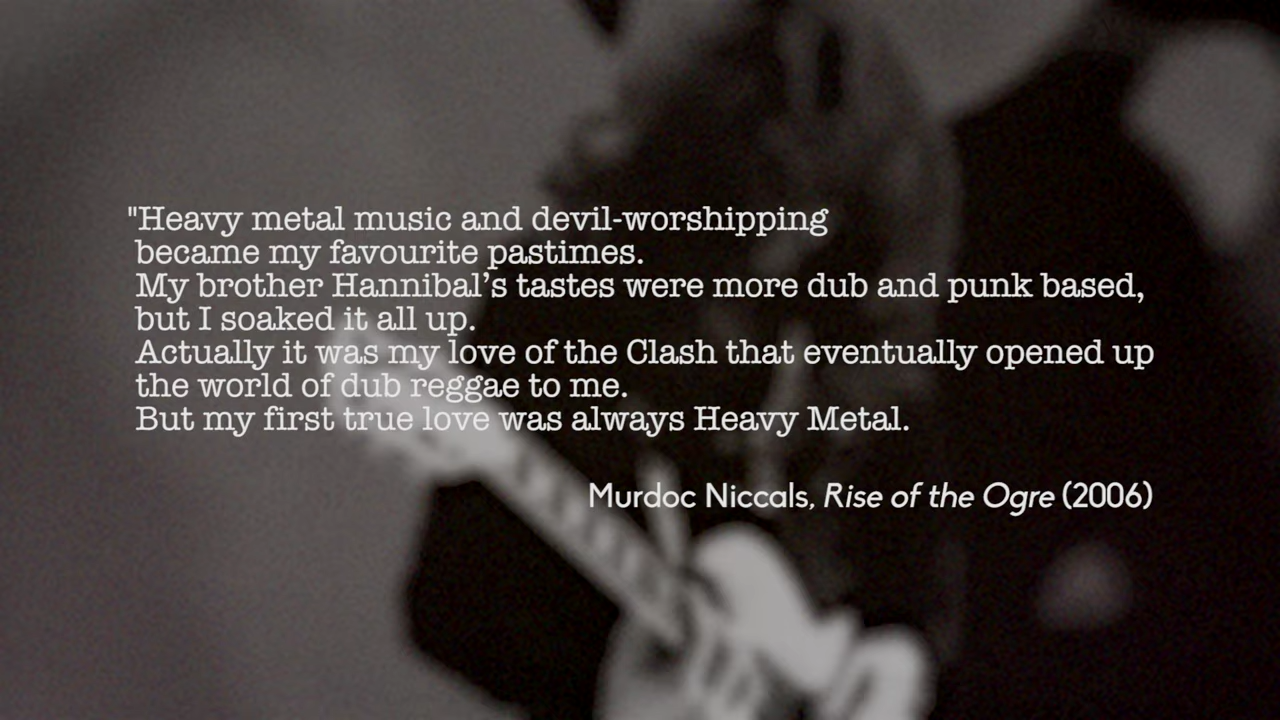 "Heavy metal music and devil-worshipping
became my favourite pastimes.
My brother Hannibal’s tastes were more dub and punk based,
but I soaked it all up.
Actually it was my love of the Clash that eventually opened up
the world of dub reggae to me.
But my first true love was always Heavy Metal.
Murdoc Niccals, Rise of the Ogre (2006)